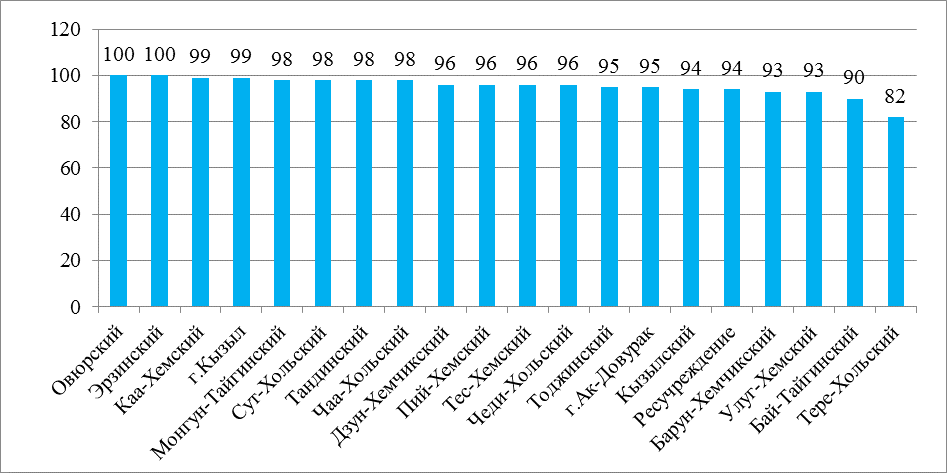 120
100
80
60
40
20
0
100 100 99 99 98 98 98 98 96 96 96 96 95 95 94 94 93 93 90 82
Овюрский
Эрзинский
Каа-Хемский
г.Кызыл
Монгун-Тайгинский
Сут-Хольский
Тандинский
Чаа-Хольский
Дзун-Хемчикский
Пий-Хемский
Тес-Хемский
Чеди-Хольский
Тоджинский
г.Ак-Довурак
Кызылский
Ресучреждение
Барун-Хемчикский
Улуг-Хемский
Бай-Тайгинский
Тере-Хольский